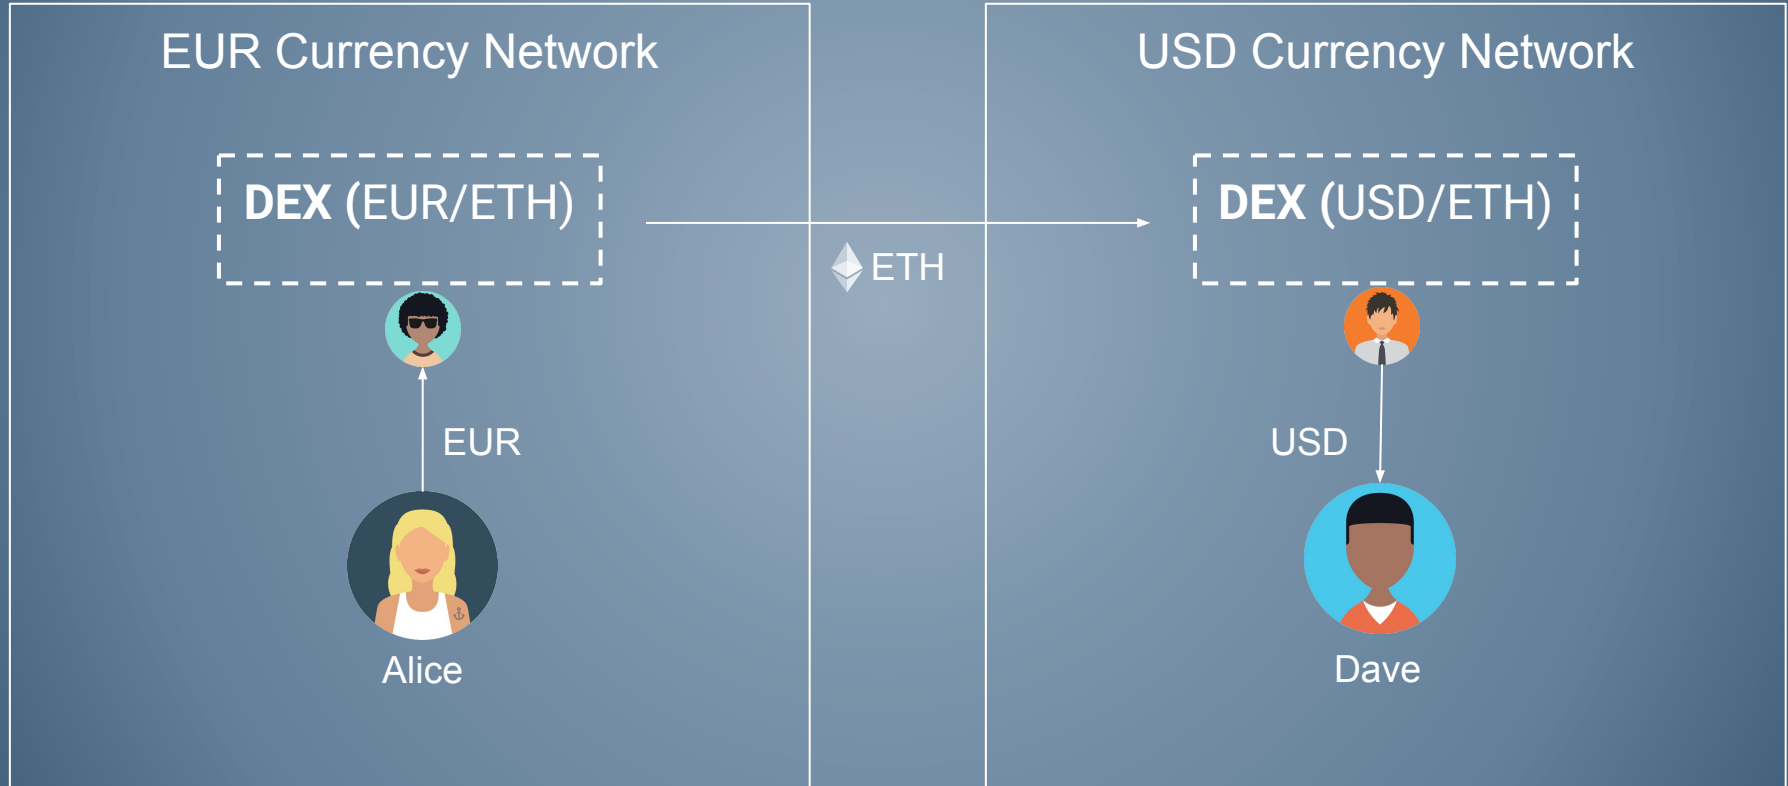 EUR Currency Network
DEX (EUR/ETH)
EUR
Alice
ETH
USD Currency Network
DEX (USD/ETH)
USD
Dave